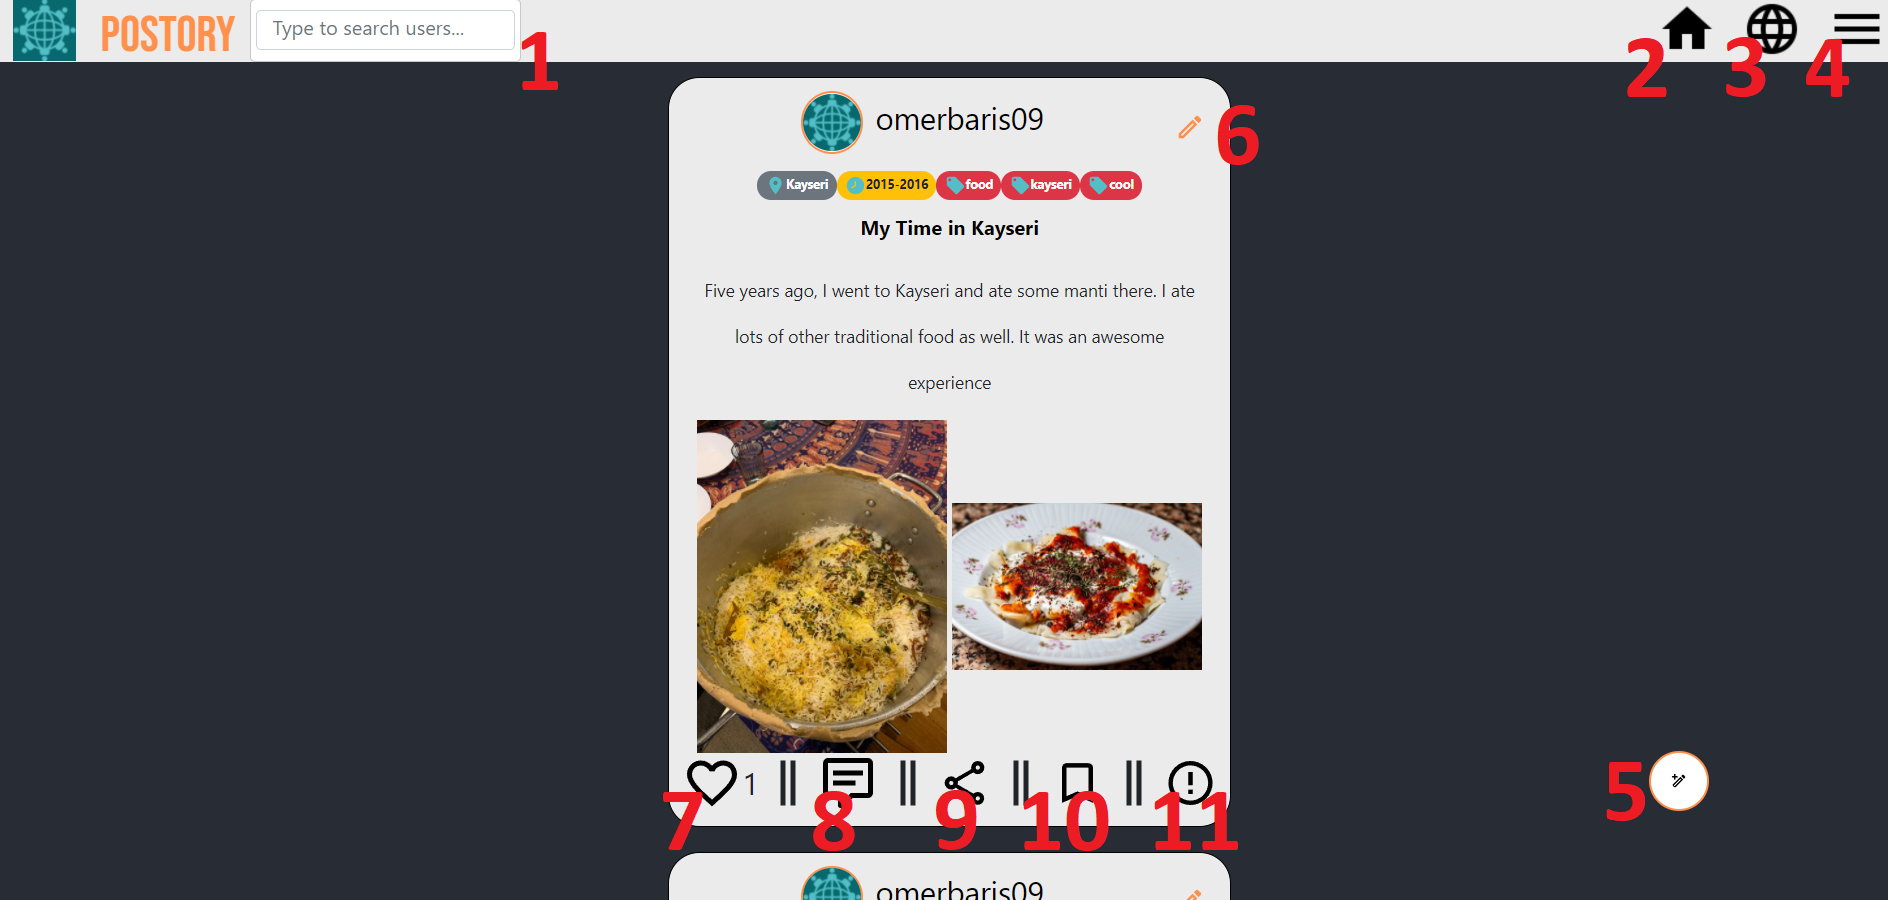 POSTORY
Type to search users...
1
2
3
4
omerbaris09
6
Kayseri 2015-2016 food kayseri cool
My Time in Kayseri
Five years ago, I went to Kayseri and ate some manti there. I ate
lots of other traditional food as well. It was an awesome
experience
1
5
7
8
9
10
11
omerbaris09